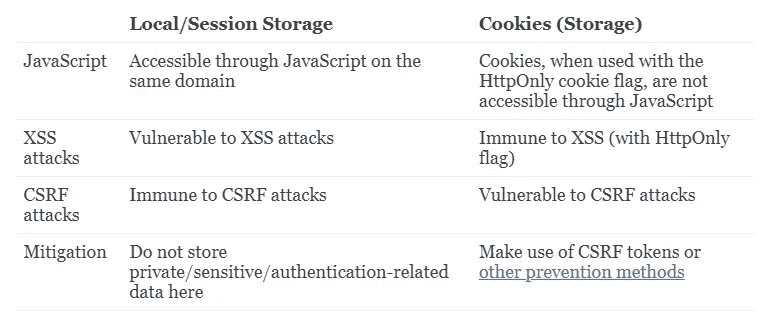 Local/Session Storage Cookies (Storage)
JavaScript Accessible through JavaScript on the Cookies, when used with the
same domain HttpOnly cookie flag, are not
accessible through JavaScript
XSS Vulnerable to XSS attacks Immune to XSS (with HttpOnly
attacks flag)
CSRF Immune to CSRF attacks Vulnerable to CSRF attacks
attacks
Mitigation Do not store Make use of CSRF tokens or
private/sensitive/authentication-related other prevention methods
data here